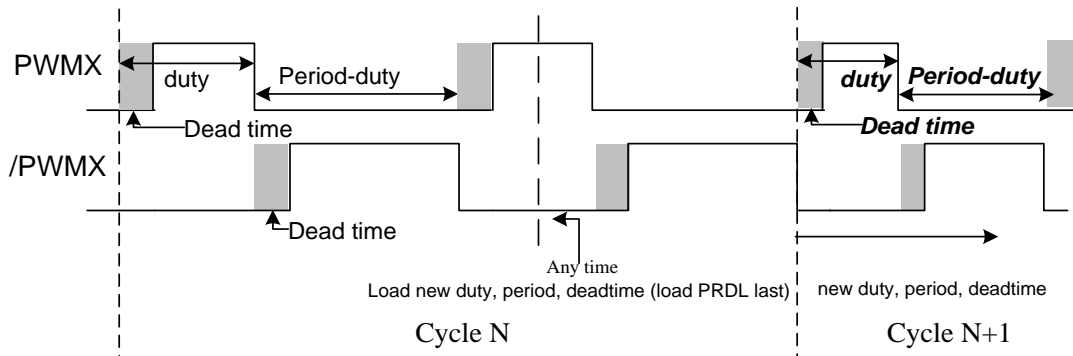 PWMX
duty
Period-duty
duty
Period-duty
Dead time
Dead time
/PWMX
Dead time
Any time
Load new duty, period, deadtime (load PRDL last)
new duty, period, deadtime
Cycle N
Cycle N+1